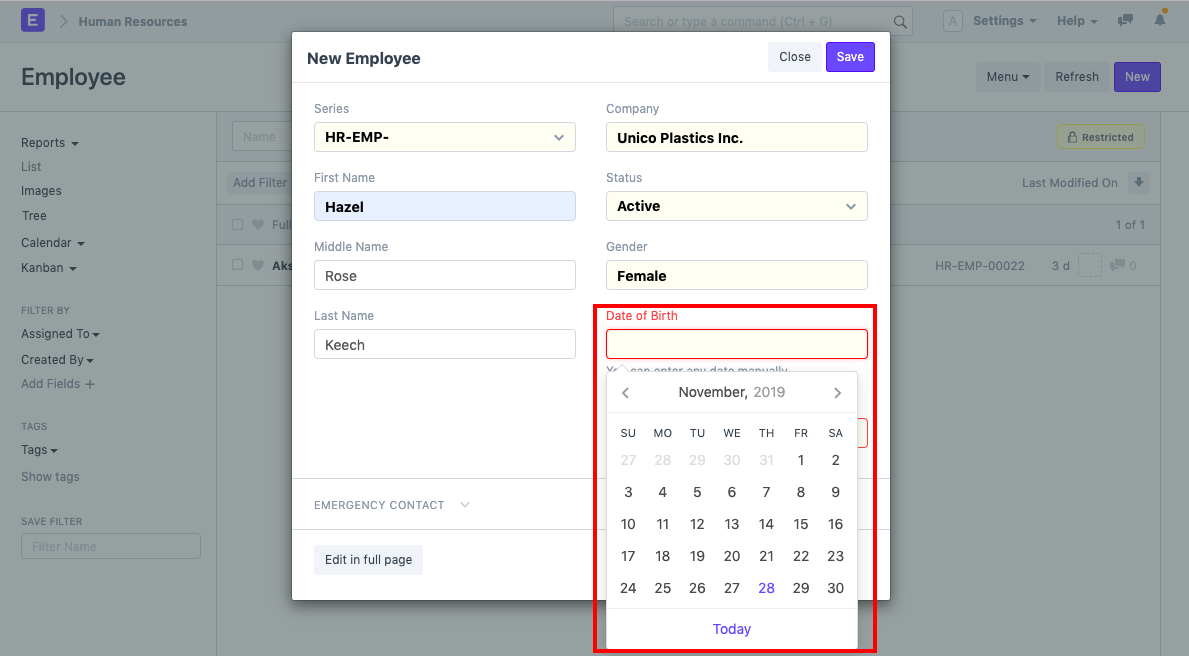 E
Human Resources
Search or type a command (Ctrl + G)
A
Settings
Help
Employee
Menu
Refresh
New
New Employee
Close
Save
Reports
List
Images
Tree
Calendar
Kanban
FILTER BY
Assigned To
Created By
Add Fields
TAGS
Tags
Show tags
SAVE FILTER
Filter Name
Name
Restricted
Add Filter
Last Modified On
1 of 1
HR-EMP-00022
3 d
0
Series
HR-EMP-
First Name
Hazel
Middle Name
Rose
Last Name
Keech
Company
Unico Plastics Inc.
Status
Active
Gender
Female
Date of Birth
can enter any date manually
November, 2019
SU MO TU WE TH FR SA
27 28 29 30 31 1 2
3 4 5 6 7 8 9
10 11 12 13 14 15 16
17 18 19 20 21 22 23
24 25 26 27 28 29 30
Today
EMERGENCY CONTACT
Edit in full page